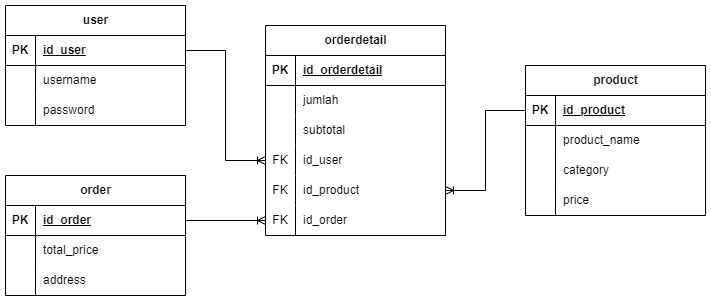 user
PK id_user
username
password
order
PK id_order
total_price
address
orderdetail
PK id_orderdetail
jumlah
subtotal
FK id_user
FK id_product
FK id_order
product
PK id_product
product_name
category
price